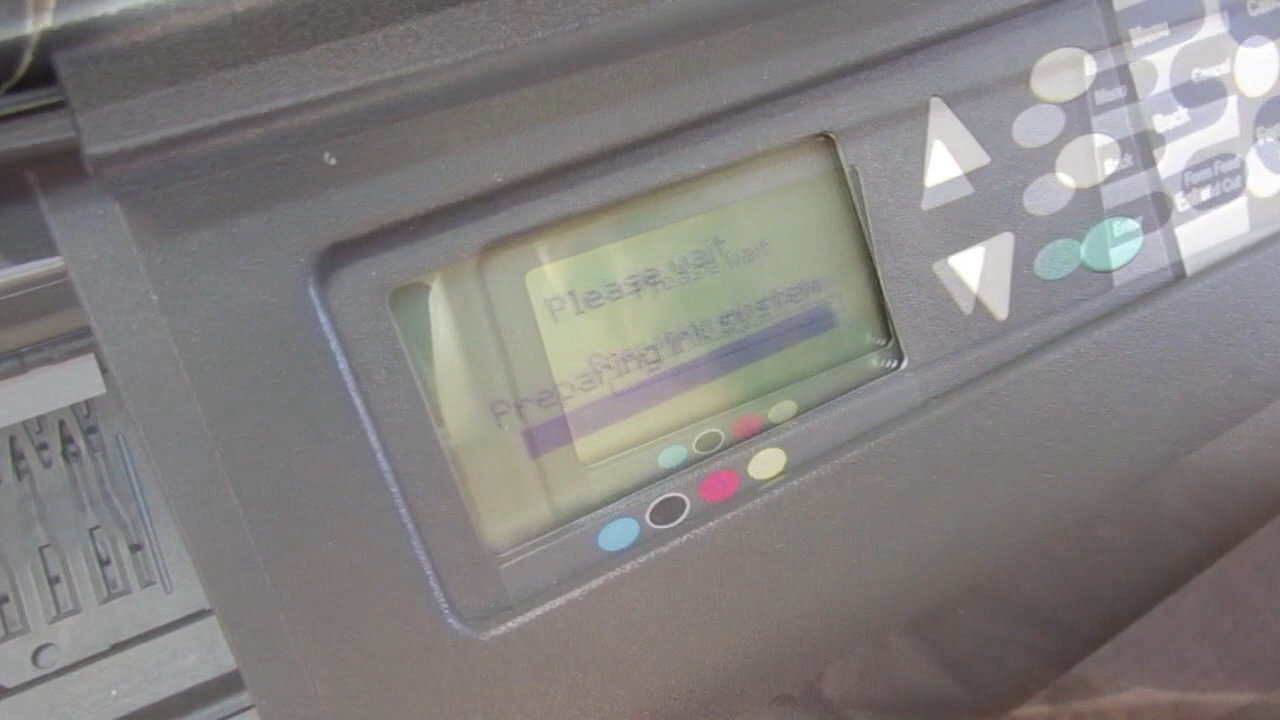 Please wait
Preparing ink system
Menu
Cancel
Back
Form Feed
and Cut
Enter